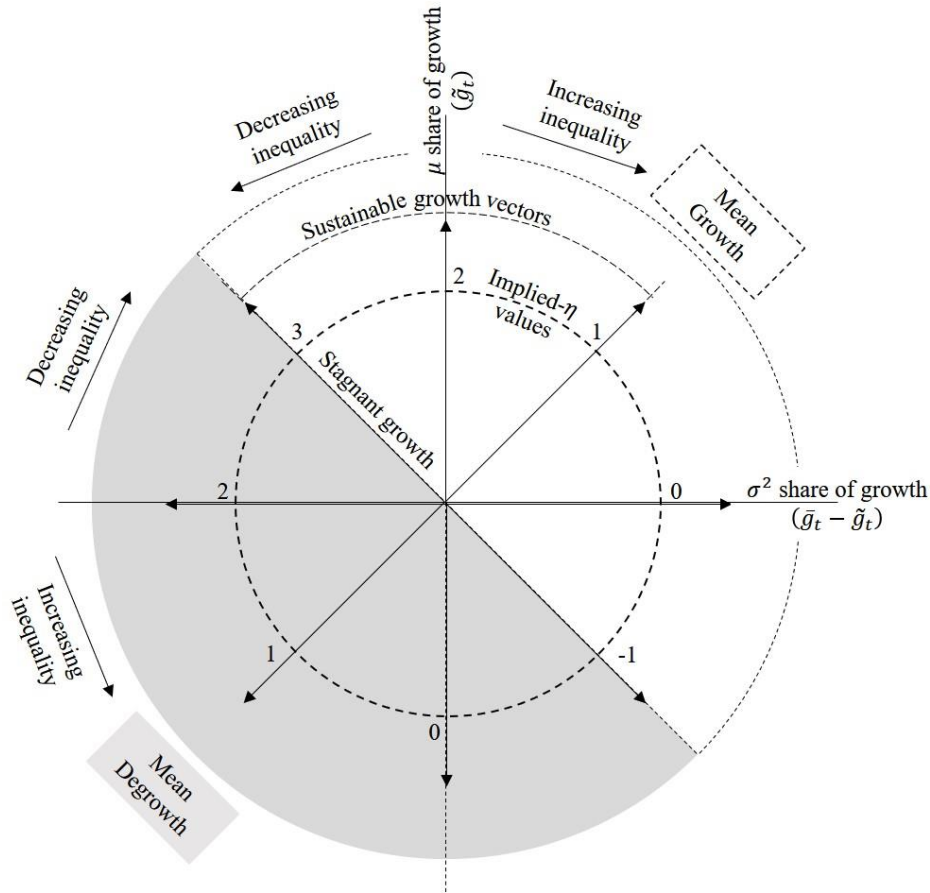 μ share of growth
(g̃ₜ)
Decreasing
inequality
Increasing
inequality
Mean
Growth
Sustainable growth vectors
2
Implied-η
values
3
1
Stagnant growth
Decreasing
inequality
2
0
σ² share of growth
(ḡₜ − g̃ₜ)
Increasing
inequality
1
-1
0
Mean
Degrowth